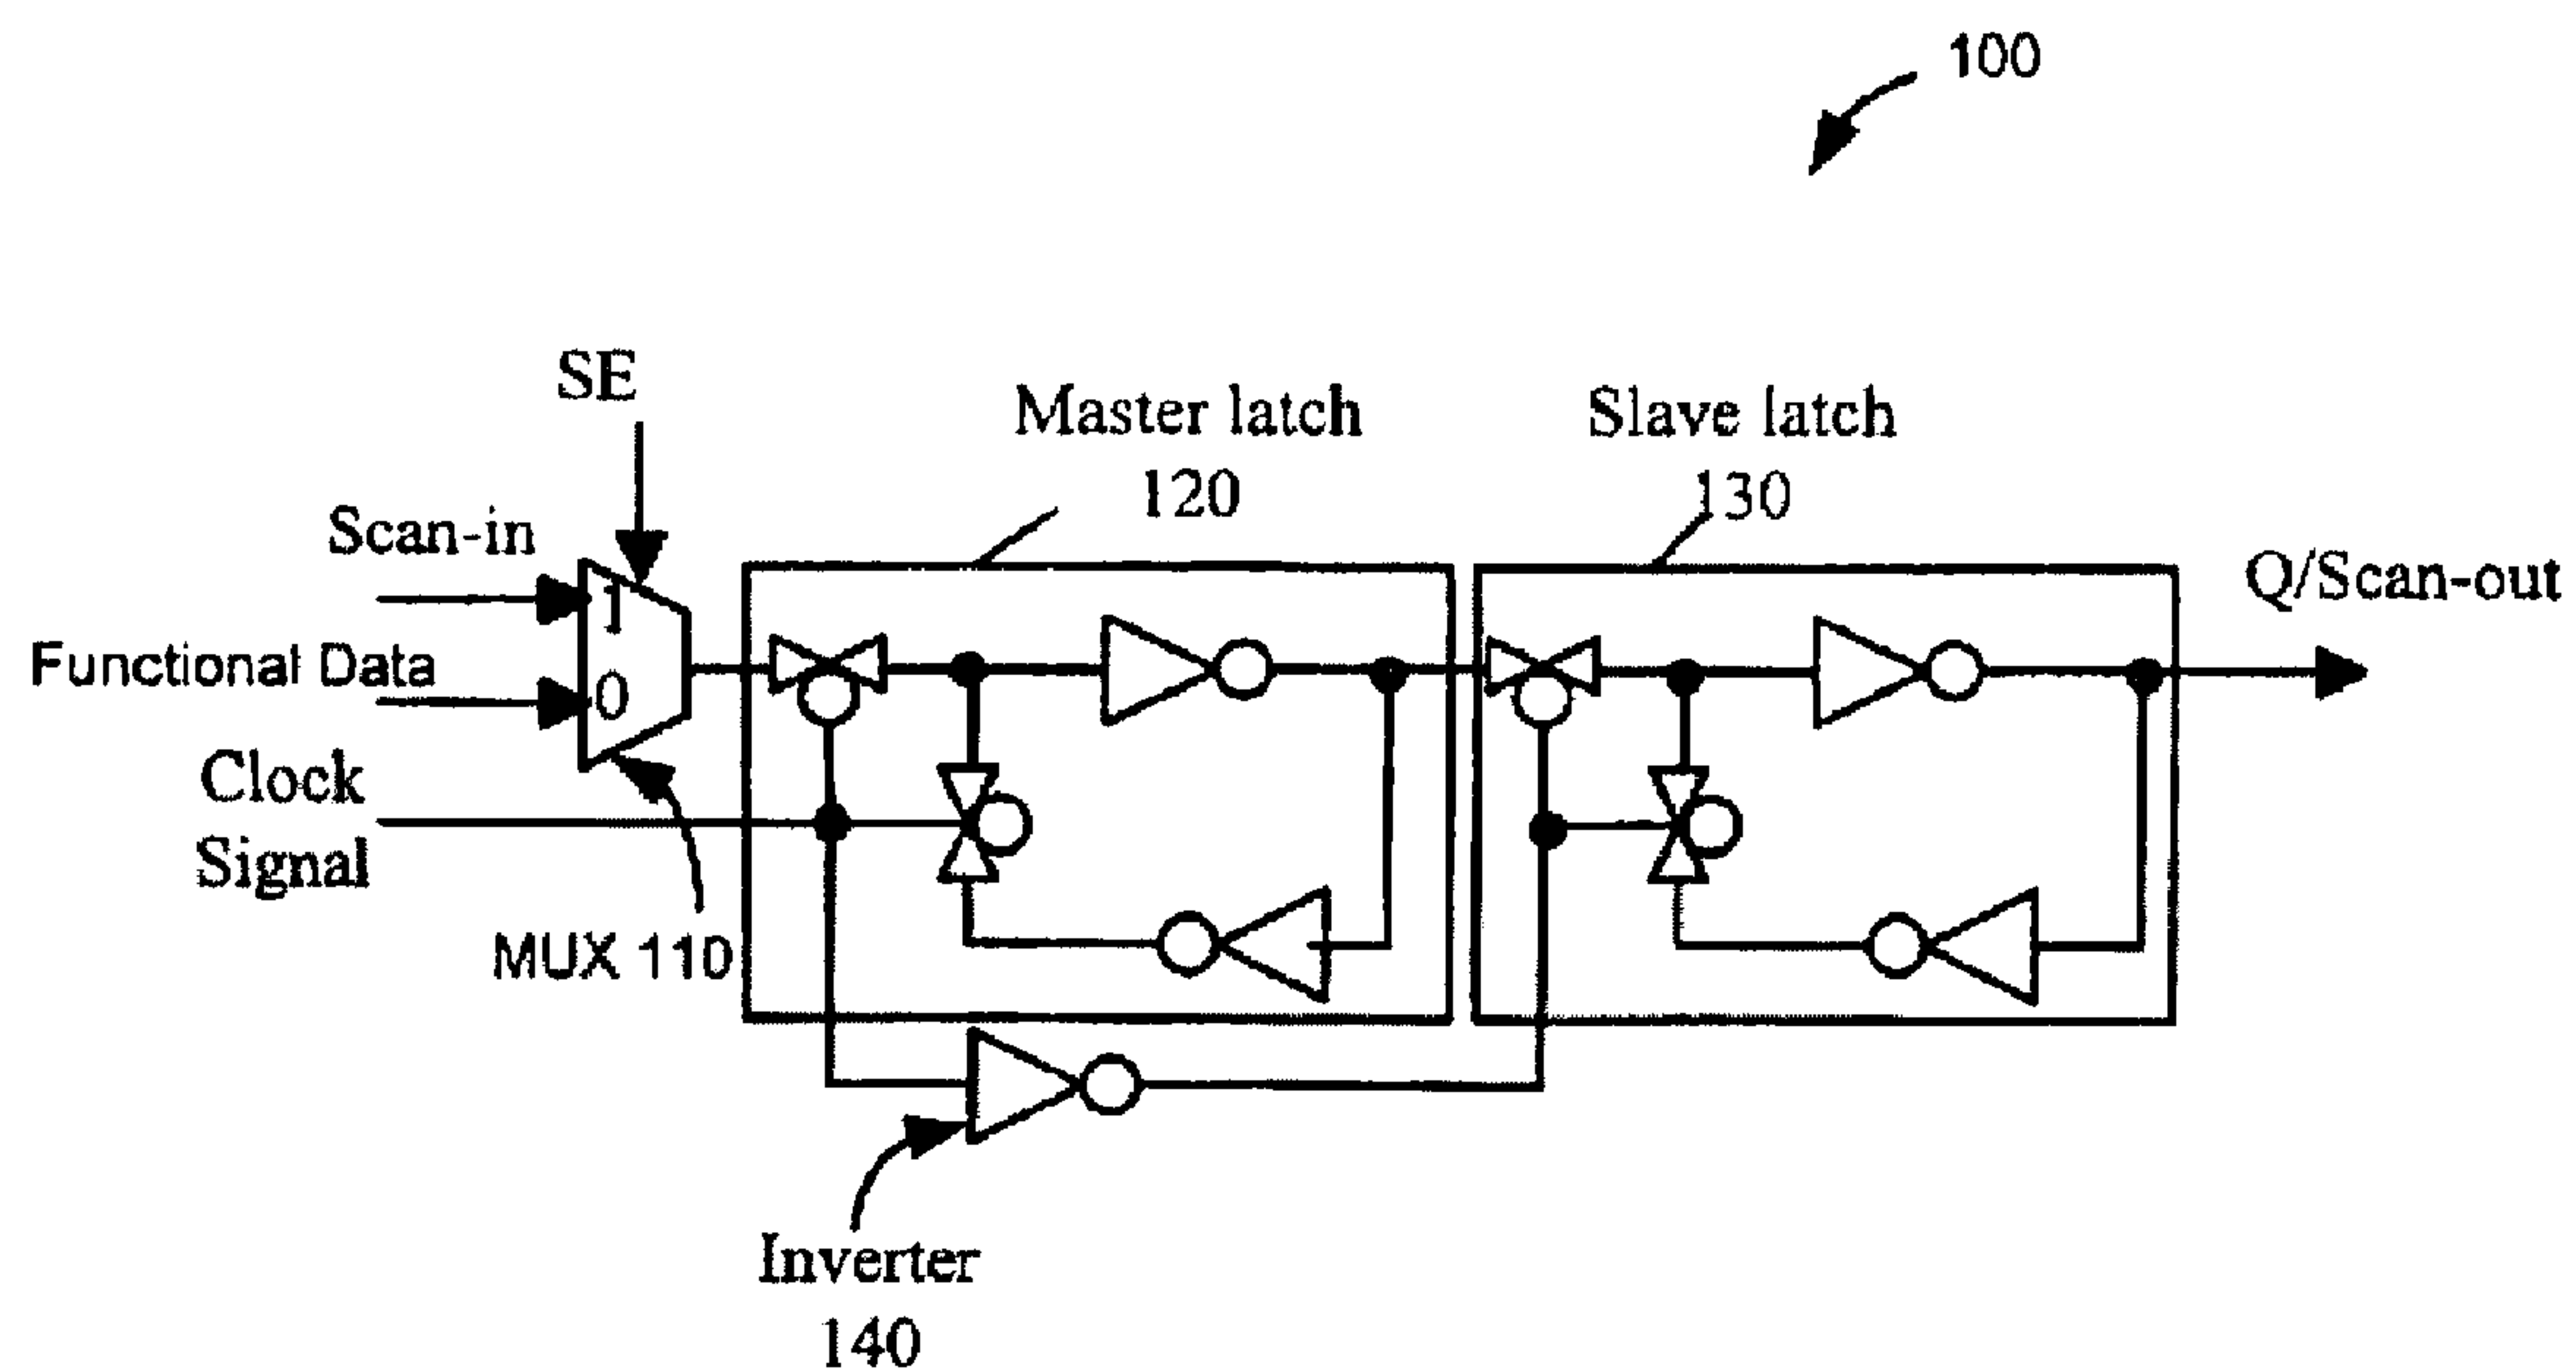 100
SE
Master latch
120
Slave latch
130
Scan-in
1
Functional Data
0
Q/Scan-out
Clock
Signal
MUX 110
Inverter
140